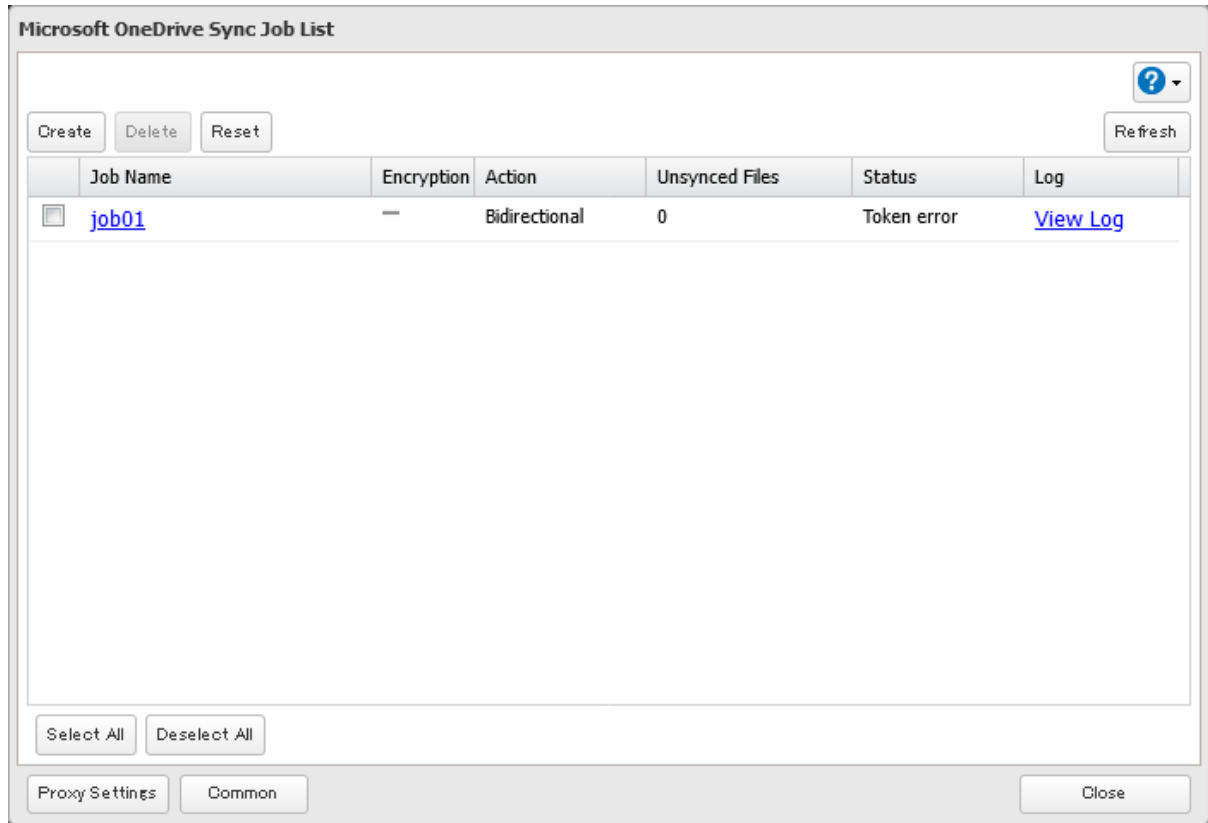 Microsoft OneDrive Sync Job List
?
Create Delete Reset Refresh
Job Name Encryption Action Unsynced Files Status Log
job01 — Bidirectional 0 Token error View Log
Select All Deselect All
Proxy Settings Common Close